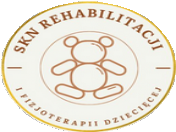 SKN REHABILITACJI
I FIZJOTERAPII DZIECIĘCEJ